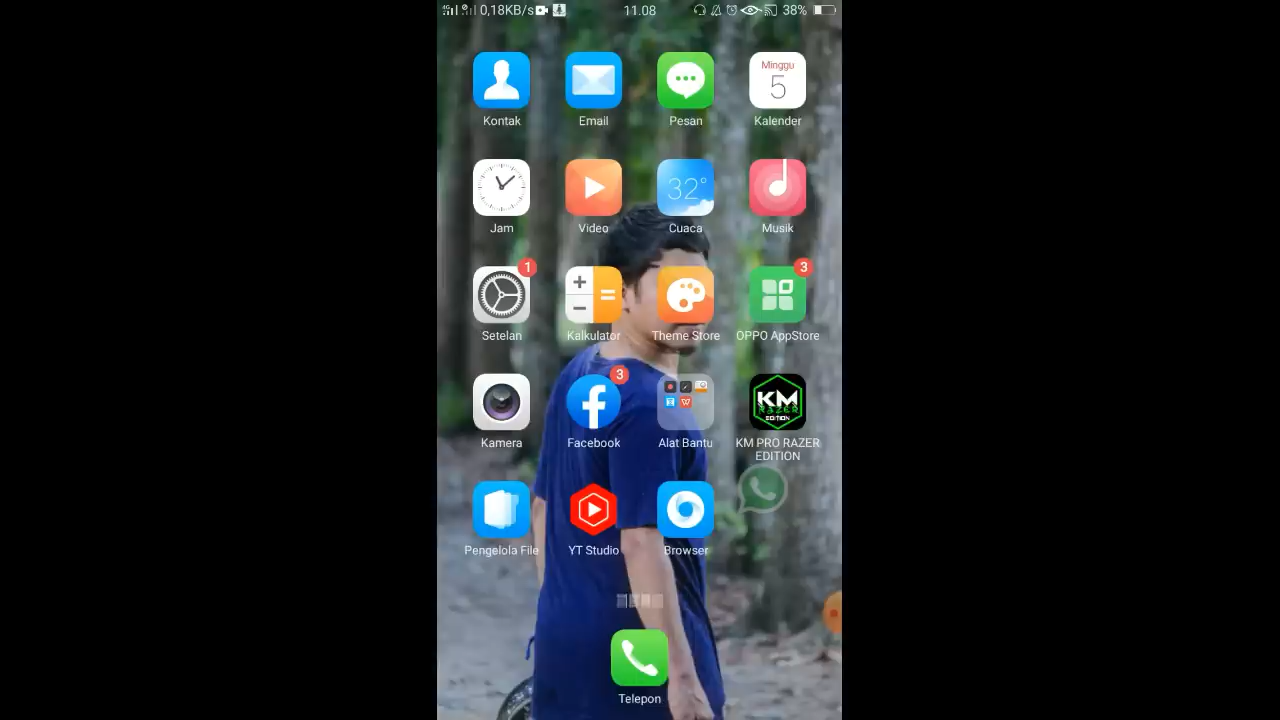 4G 0,18KB/s 11.08 38%
Minggu
5
Kontak Email Pesan Kalender
32°
Jam Video Cuaca Musik
1 3
Setelan Kalkulator Theme Store OPPO AppStore
3
KM
RAZER
EDITION
Kamera Facebook Alat Bantu KM PRO RAZER
EDITION
Pengelola File YT Studio Browser
Telepon